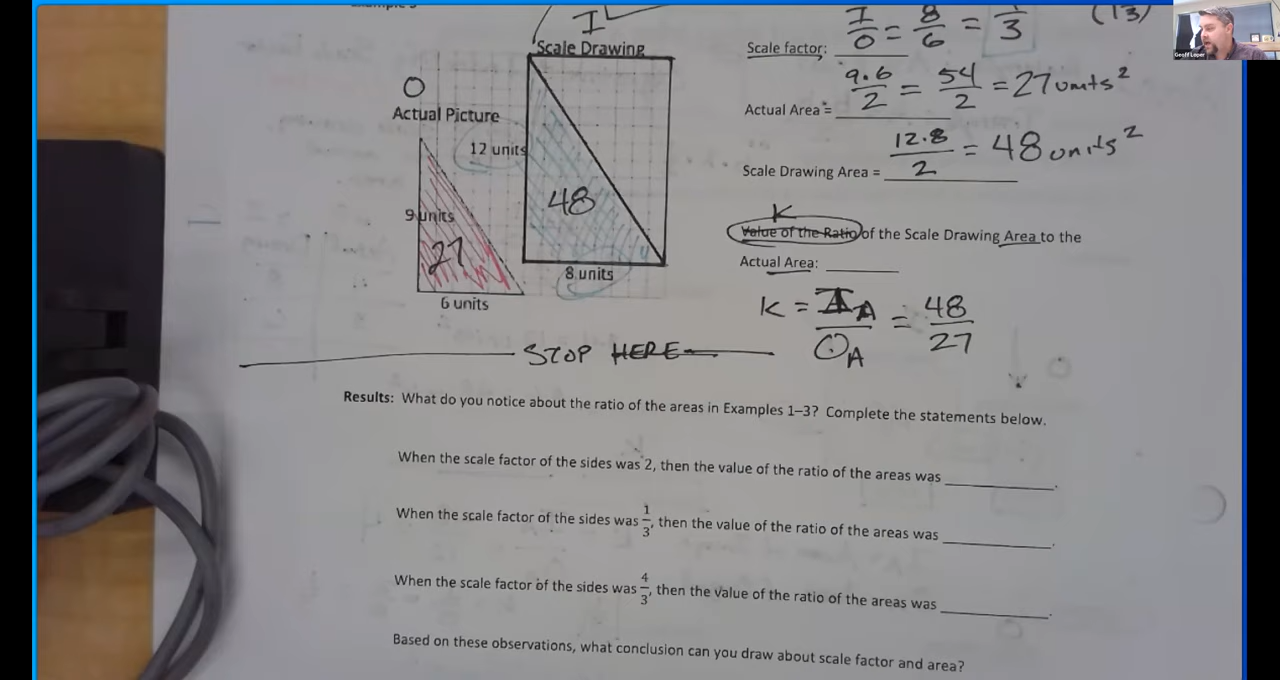 I
Scale Drawing
O
Actual Picture
12 units
9 units
48
27
8 units
6 units
Scale factor: I/O = 8/6 = /3
Actual Area = 9.6/2 = 54/2 = 27 units²
Scale Drawing Area = 12.8/2 = 48 units²
K
Value of the Ratio of the Scale Drawing Area to the
Actual Area:
K = I_A/O_A = 48/27
STOP HERE
Results: What do you notice about the ratio of the areas in Examples 1–3? Complete the statements below.
When the scale factor of the sides was 2, then the value of the ratio of the areas was ________.
When the scale factor of the sides was 1/3, then the value of the ratio of the areas was ________.
When the scale factor of the sides was 4/3, then the value of the ratio of the areas was ________.
Based on these observations, what conclusion can you draw about scale factor and area?